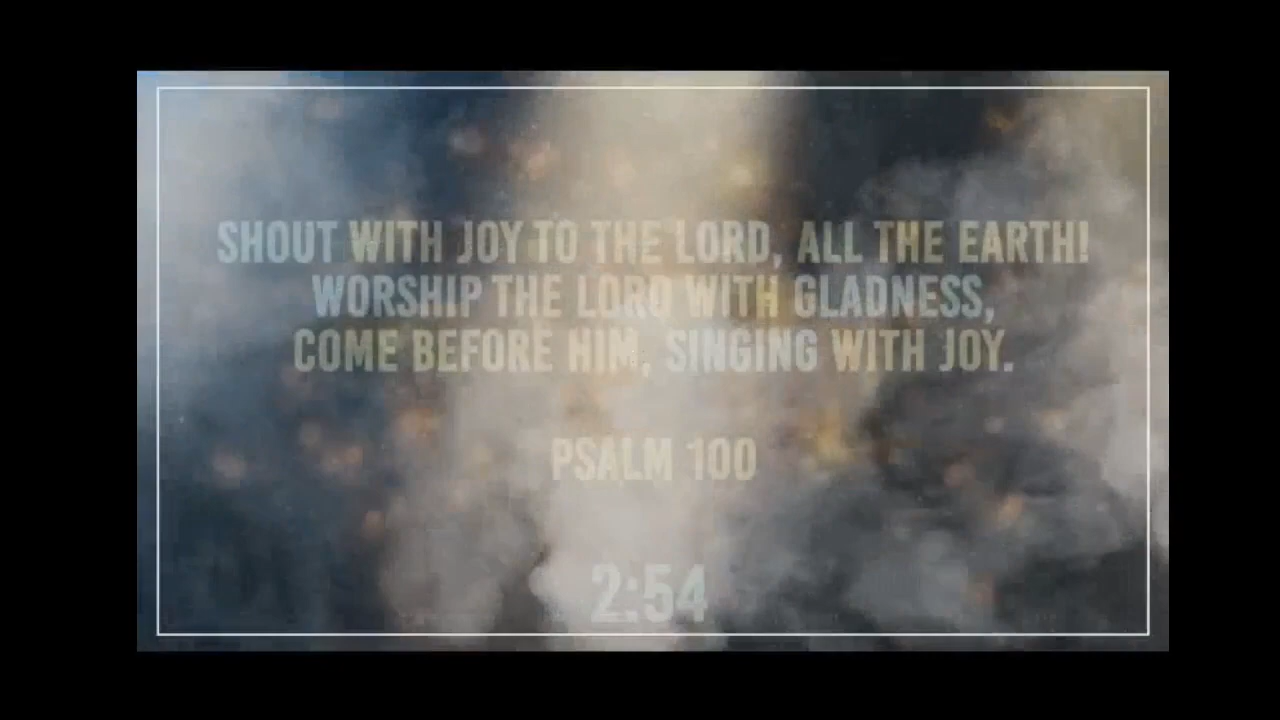 SHOUT WITH JOY TO THE LORD, ALL THE EARTH!
WORSHIP THE LORD WITH GLADNESS,
COME BEFORE HIM, SINGING WITH JOY.
PSALM 100
2:54